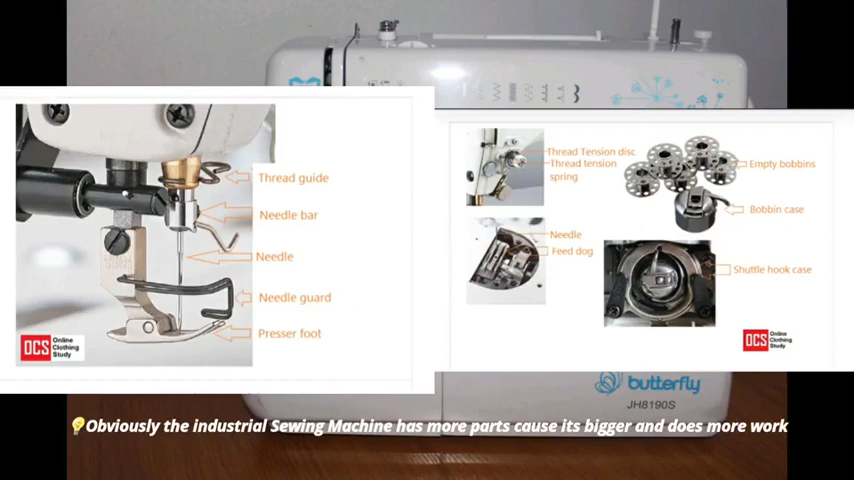 Thread guide
Needle bar
Needle
Needle guard
Presser foot
OCS Online
Clothing
Study
Thread Tension disc
Thread tension
spring
Needle
Feed dog
Empty bobbins
Bobbin case
Shuttle hook case
OCS Online
Clothing
Study
butterfly
JH8190S
💡Obviously the industrial Sewing Machine has more parts cause its bigger and does more work